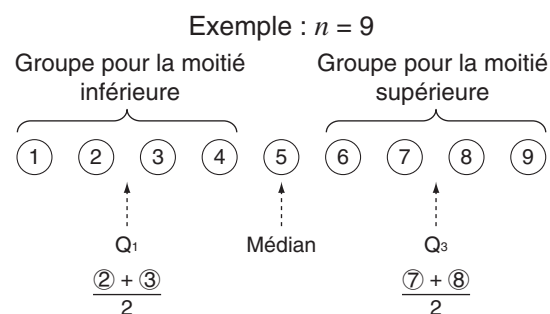 Exemple : n = 9
Groupe pour la moitié inférieure
Groupe pour la moitié supérieure
① ② ③ ④ ⑤ ⑥ ⑦ ⑧ ⑨
Q1 Médian Q3
② + ③
2
⑦ + ⑧
2